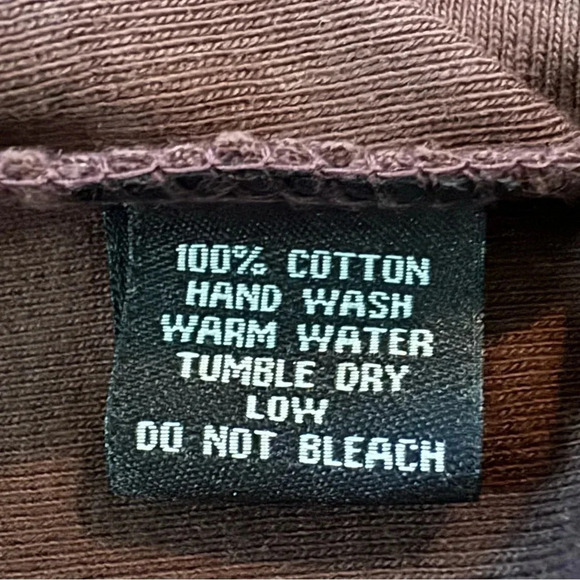 100% COTTON
HAND WASH
WARM WATER
TUMBLE DRY
LOW
DO NOT BLEACH